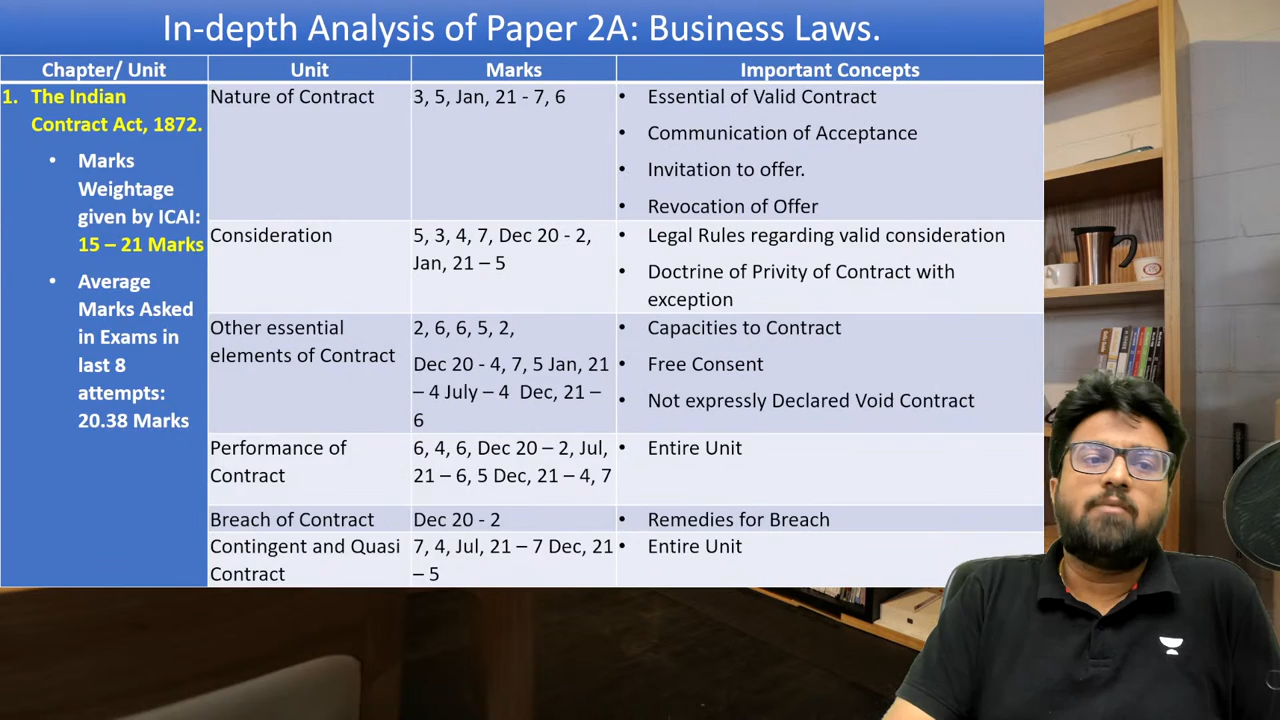 In-depth Analysis of Paper 2A: Business Laws.
Chapter/ Unit
Unit
Marks
Important Concepts
1. The Indian
Contract Act, 1872.
• Marks
Weightage
given by ICAI:
15 – 21 Marks
• Average
Marks Asked
in Exams in
last 8
attempts:
20.38 Marks
Nature of Contract
3, 5, Jan, 21 - 7, 6
• Essential of Valid Contract
• Communication of Acceptance
• Invitation to offer.
• Revocation of Offer
Consideration
5, 3, 4, 7, Dec 20 - 2,
Jan, 21 – 5
• Legal Rules regarding valid consideration
• Doctrine of Privity of Contract with
exception
Other essential
elements of Contract
2, 6, 6, 5, 2,
Dec 20 - 4, 7, 5 Jan, 21
– 4 July – 4 Dec, 21 –
6
• Capacities to Contract
• Free Consent
• Not expressly Declared Void Contract
Performance of
Contract
6, 4, 6, Dec 20 – 2, Jul,
21 – 6, 5 Dec, 21 – 4, 7
• Entire Unit
Breach of Contract
Dec 20 - 2
• Remedies for Breach
Contingent and Quasi
Contract
7, 4, Jul, 21 – 7 Dec, 21
– 5
• Entire Unit